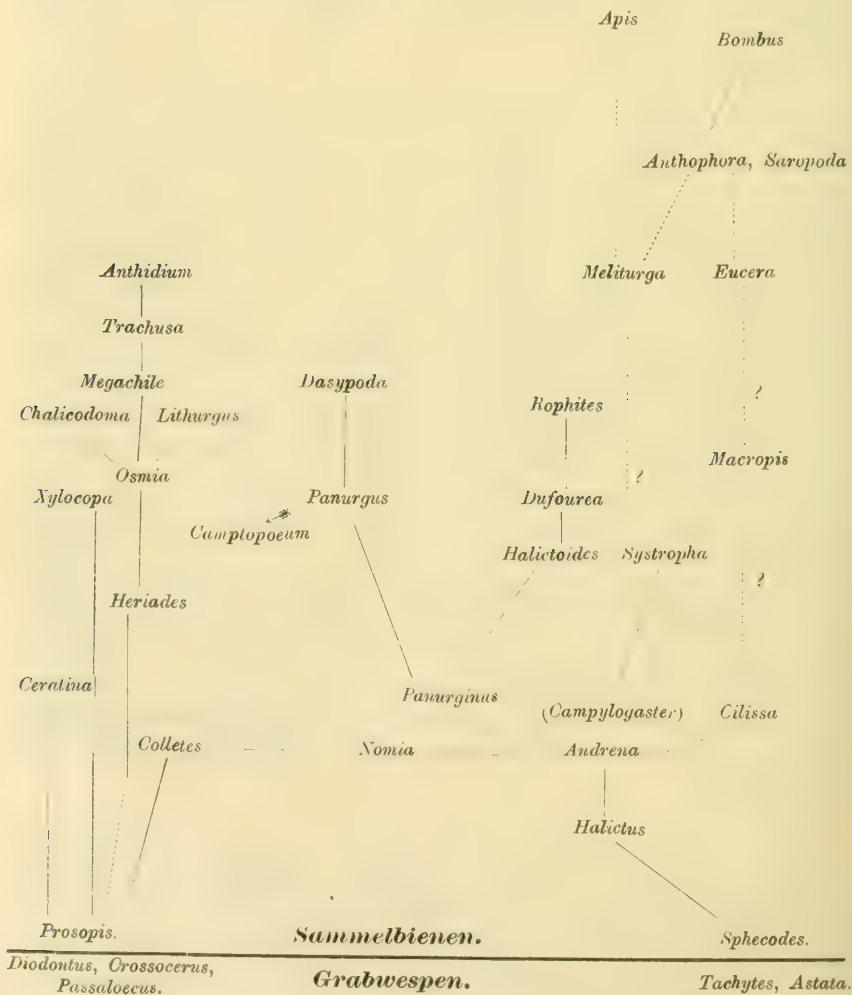 Apis
Bombus
Anthophora, Saropoda
Anthidium
Meliturga Eucera
Trachusa
Megachile Dasypoda
Chalicodoma Lithurgus Rophites
?
Osmia Macropis
Xylocopa Panurgus Dufourea ?
Camptopoeum
Halictoides Systropha
?
Heriades
Ceratina
Panurginus
(Campylogaster) Cilissa
Colletes Nomia Andrena
Halictus
Prosopis. Sammelbienen. Sphecodes.
Diodontus, Crossocerus,
Passaloecus. Grabwespen. Tachytes, Astata.